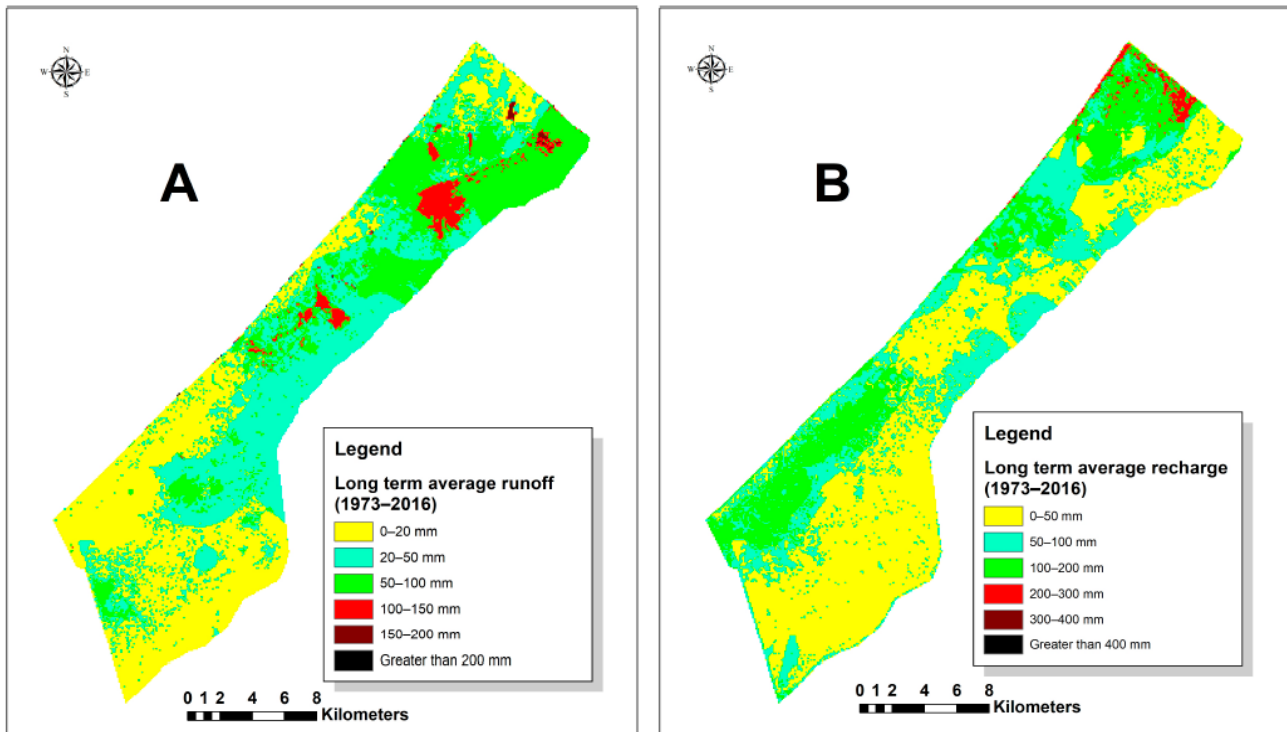 N
W E
S
A
Legend
Long term average runoff
(1973–2016)
0–20 mm
20–50 mm
50–100 mm
100–150 mm
150–200 mm
Greater than 200 mm
0 1 2 4 6 8
Kilometers
N
W E
S
B
Legend
Long term average recharge
(1973–2016)
0–50 mm
50–100 mm
100–200 mm
200–300 mm
300–400 mm
Greater than 400 mm
0 1 2 4 6 8
Kilometers